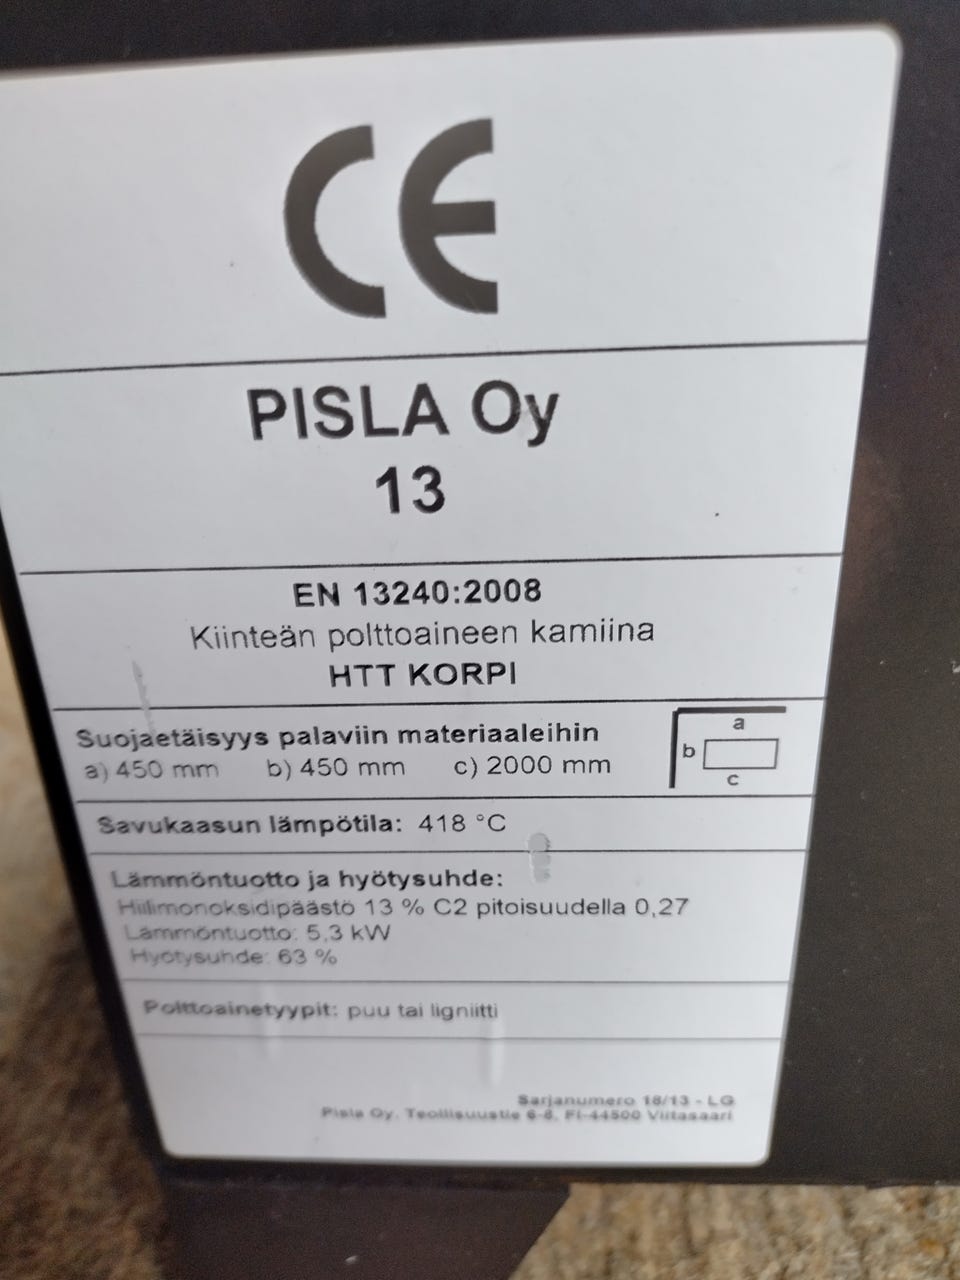 CE
PISLA Oy
13
EN 13240:2008
Kiinteän polttoaineen kamiina
HTT KORPI
Suojaetäisyys palaviin materiaaleihin
a) 450 mm b) 450 mm c) 2000 mm
a
b
c
Savukaasun lämpötila: 418 °C
Lämmöntuotto ja hyötysuhde:
Hiilimonoksidipäästö 13 % C2 pitoisuudella 0,27
Lämmöntuotto: 5,3 kW
Hyötysuhde: 63 %
Polttoainetyypit: puu tai ligniitti
Sarjanumero 18/13 - LG
Pisla Oy, Teollisuustie 6-8, FI-44500 Viitasaari